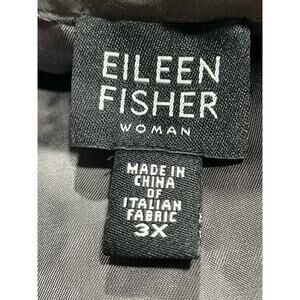 EILEEN
FISHER
WOMAN
MADE IN
CHINA
OF
ITALIAN
FABRIC
3X